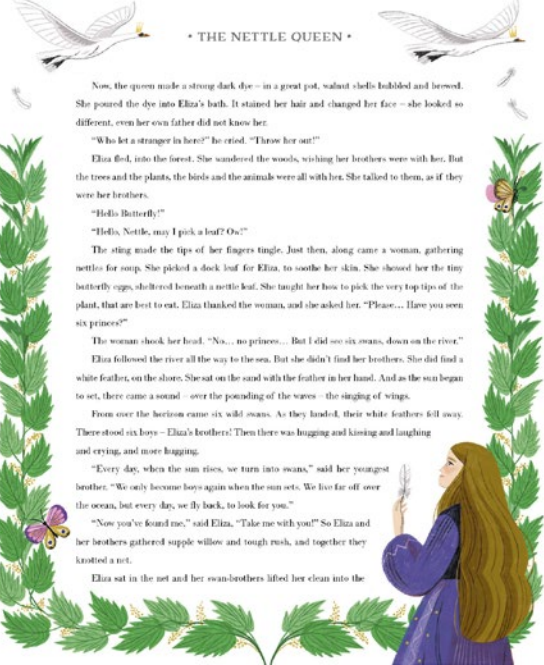 • THE NETTLE QUEEN •
Now, the queen made a strong dark dye – in a great pot, walnut shells bubbled and brewed.
She poured the dye into Eliza's bath. It stained her hair and changed her face – she looked so
different, even her own father did not know her.
"Who let a stranger in here?" he cried. "Throw her out!"
Eliza fled, into the forest. She wandered the woods, wishing her brothers were with her. But
the trees and the plants, the birds and the animals were all with her. She talked to them, as if they
were her brothers.
"Hello Butterfly!"
"Hello, Nettle, may I pick a leaf? Ow!"
The sting made the tips of her fingers tingle. Just then, along came a woman, gathering
nettles for soup. She picked a dock leaf for Eliza, to soothe her skin. She showed her the tiny
butterfly eggs, sheltered beneath a nettle leaf. She taught her how to pick the very top tips of the
plant, that are best to eat. Eliza thanked the woman, and she asked her. "Please… Have you seen
six princes?"
The woman shook her head. "No… no princes… But I did see six swans, down on the river."
Eliza followed the river all the way to the sea. But she didn't find her brothers. She did find a
white feather, on the shore. She sat on the sand with the feather in her hand. And as the sun began
to set, there came a sound – over the pounding of the waves – the singing of wings.
From over the horizon came six wild swans. As they landed, their white feathers fell away.
There stood six boys – Eliza's brothers! Then there was hugging and kissing and laughing
and crying, and more hugging.
"Every day, when the sun rises, we turn into swans," said her youngest
brother. "We only become boys again when the sun sets. We live far off over
the ocean, but every day, we fly back, to look for you."
"Now you've found me," said Eliza, "Take me with you!" So Eliza and
her brothers gathered supple willow and tough rush, and together they
knotted a net.
Eliza sat in the net and her swan-brothers lifted her clean into the